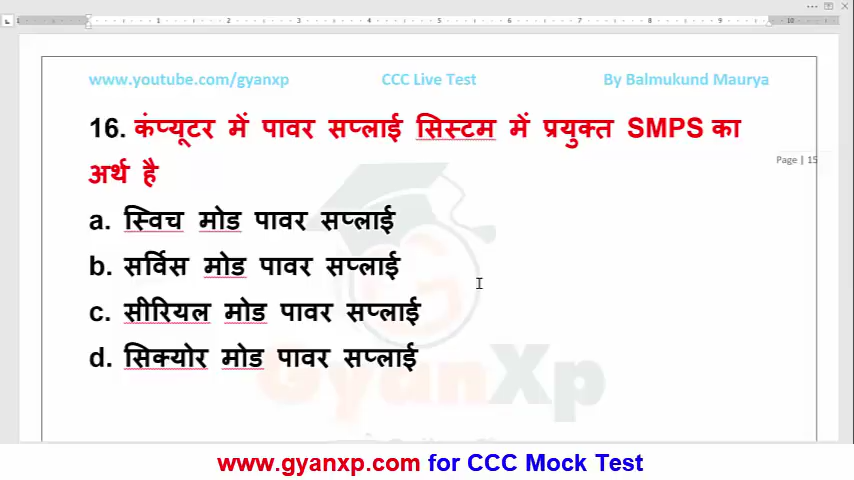 www.youtube.com/gyanxp CCC Live Test By Balmukund Maurya
16. कंप्यूटर में पावर सप्लाई सिस्टम में प्रयुक्त SMPS का
Page | 15
अर्थ है
a. स्विच मोड पावर सप्लाई
b. सर्विस मोड पावर सप्लाई
c. सीरियल मोड पावर सप्लाई
d. सिक्योर मोड पावर सप्लाई
GyanXp
www.gyanxp.com for CCC Mock Test